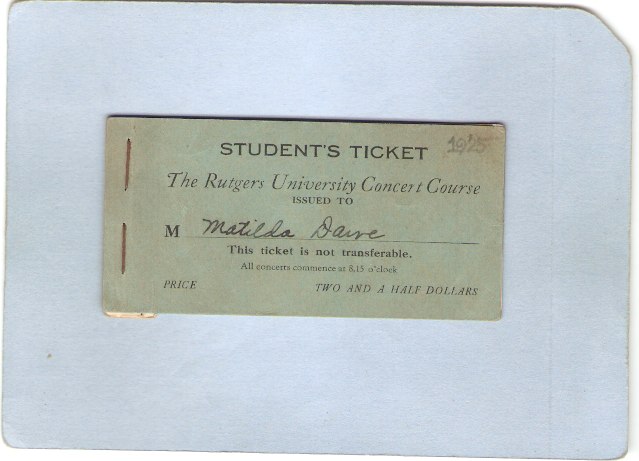 STUDENT'S TICKET 1925
The Rutgers University Concert Course
ISSUED TO
M Matilda
This ticket is not transferable.
All concerts commence at 8.15 o'clock
PRICE TWO AND A HALF DOLLARS